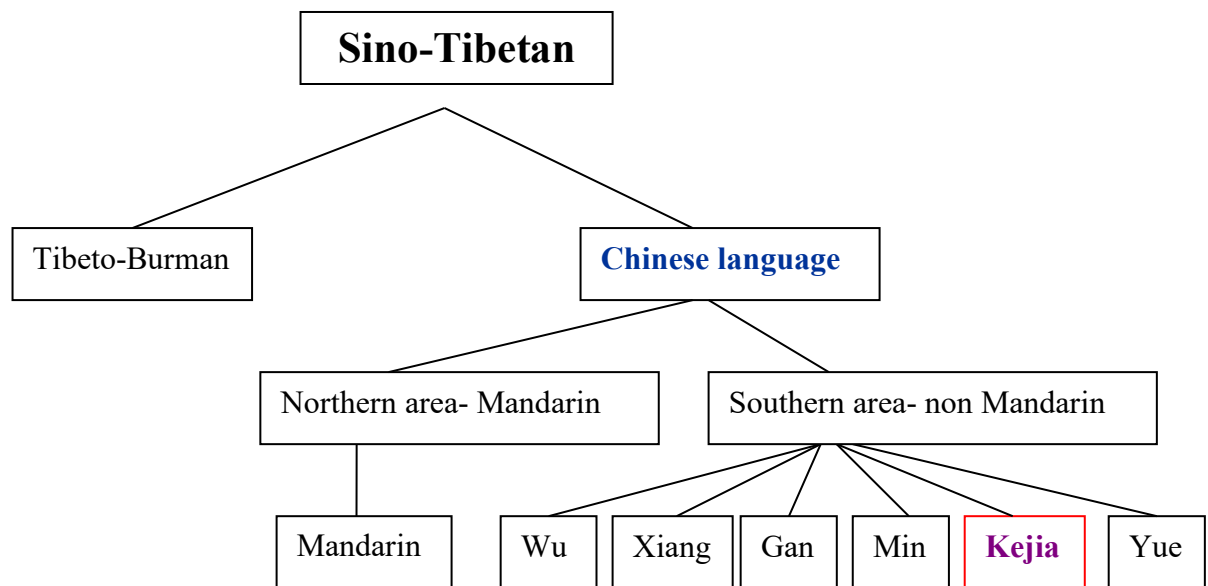 Sino-Tibetan
Tibeto-Burman
Chinese language
Northern area- Mandarin
Southern area- non Mandarin
Mandarin
Wu
Xiang
Gan
Min
Kejia
Yue